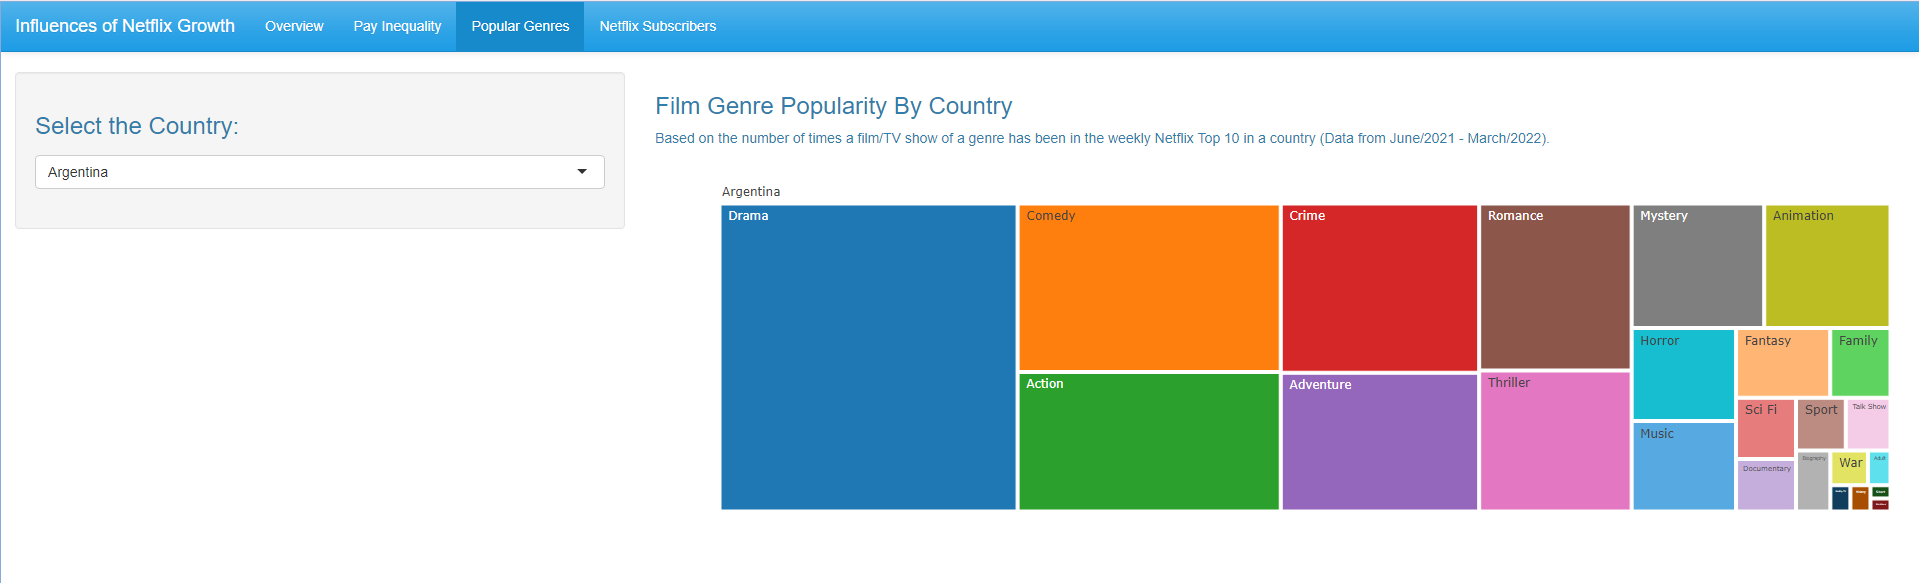 Influences of Netflix Growth Overview Pay Inequality Popular Genres Netflix Subscribers
Select the Country:
Argentina
Film Genre Popularity By Country
Based on the number of times a film/TV show of a genre has been in the weekly Netflix Top 10 in a country (Data from June/2021 - March/2022).
Argentina
Drama
Comedy
Crime
Romance
Mystery
Animation
Action
Adventure
Thriller
Horror
Fantasy
Family
Music
Sci Fi
Sport
Talk Show
Documentary
Biography
War
Adult